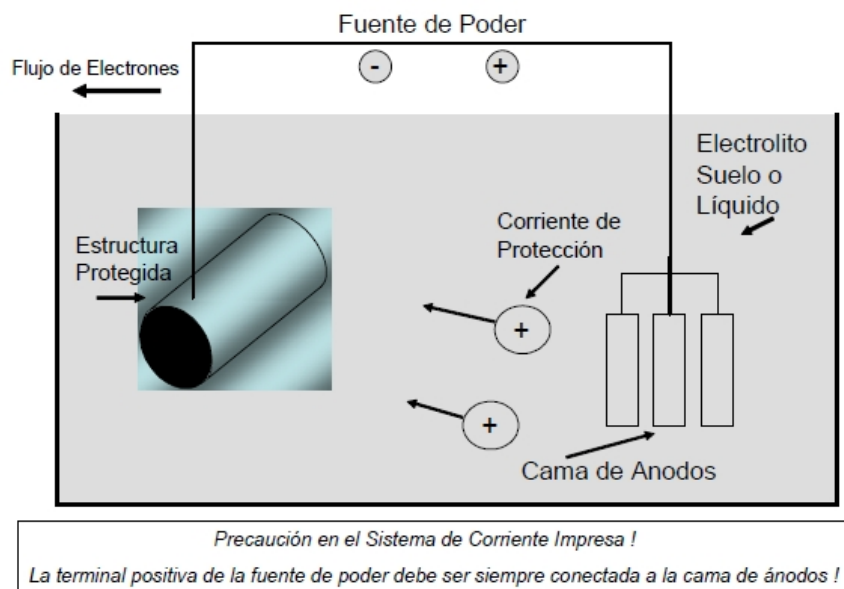 Fuente de Poder
Flujo de Electrones
-
+
Electrolito
Suelo o
Líquido
Corriente de
Protección
Estructura
Protegida
+
+
Cama de Anodos
Precaución en el Sistema de Corriente Impresa !
La terminal positiva de la fuente de poder debe ser siempre conectada a la cama de ánodos !